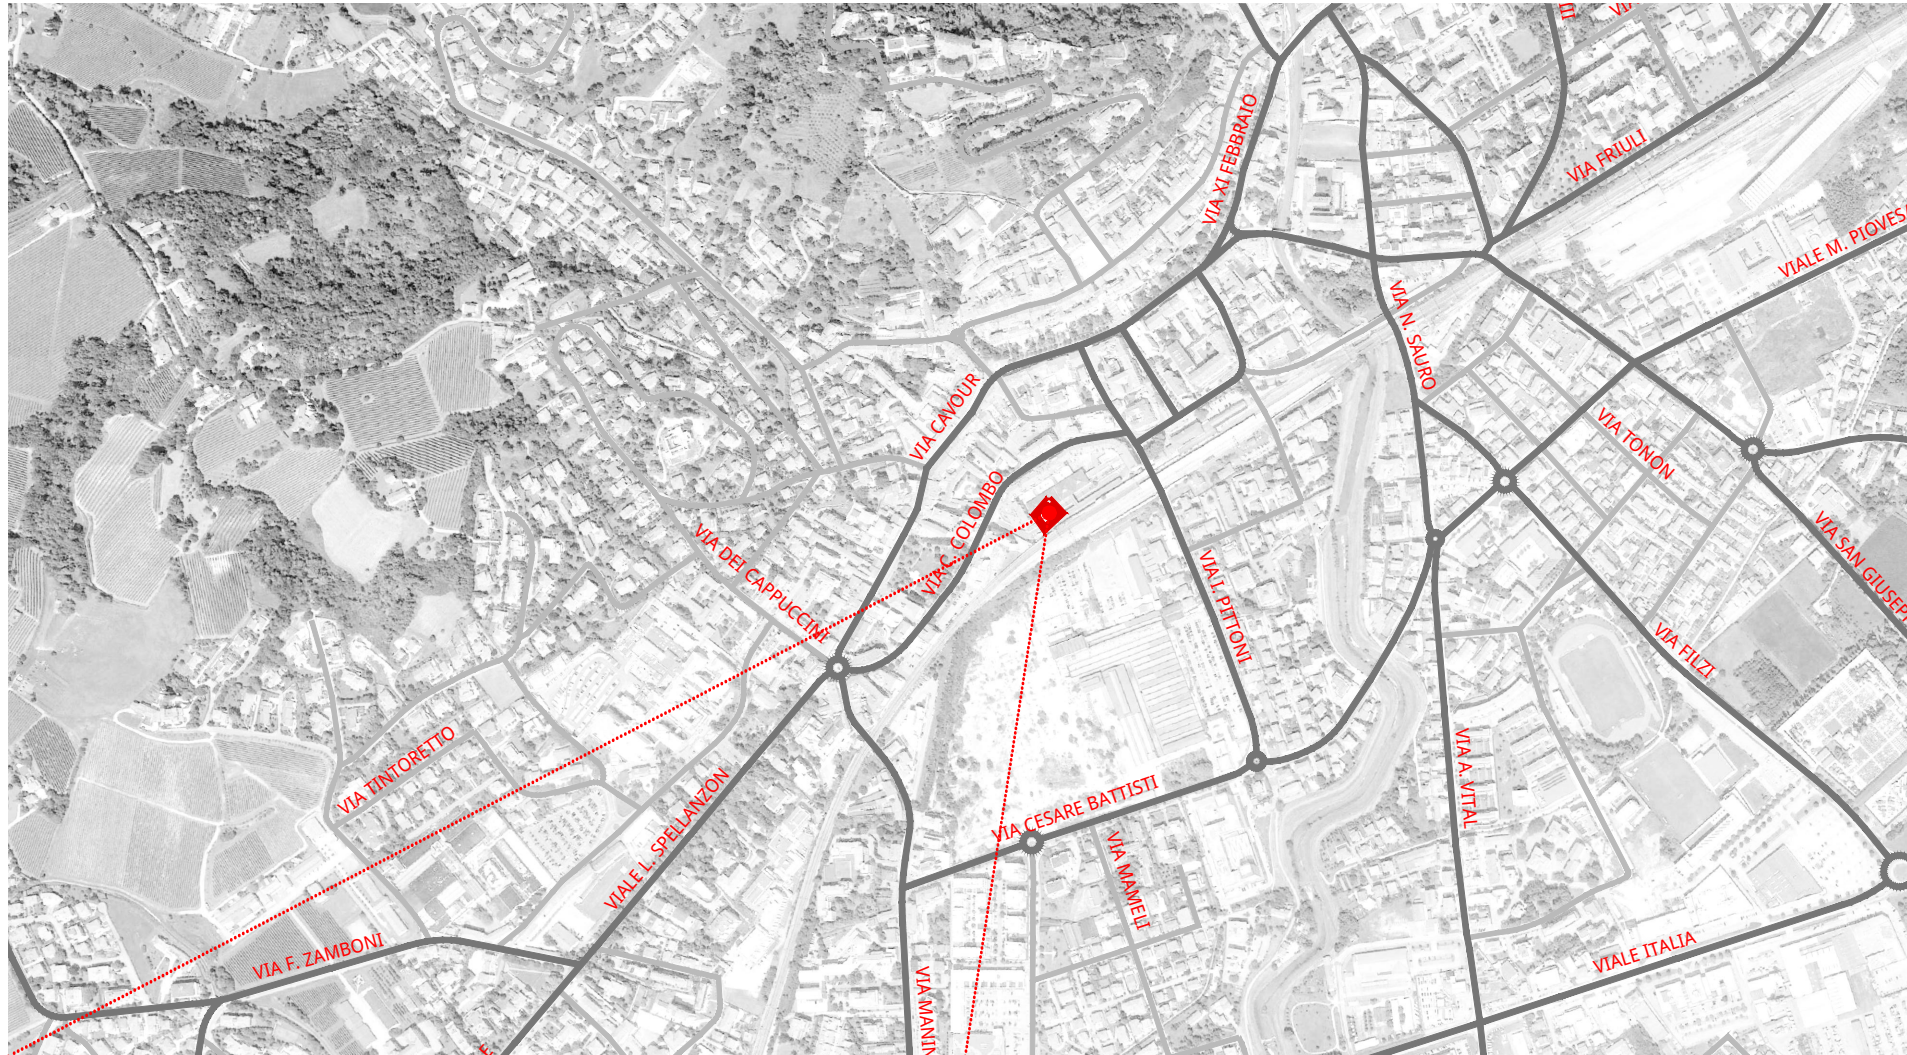 VIA XI FEBBRAIO
VIA FRIULI
VIALE M. PIOVESA
VIA N. SAURO
VIA CAVOUR
VIA TONON
VIA C. COLOMBO
VIA DEI CAPPUCCINI
VIA I. PITTONI
VIA SAN GIUSEP
VIA FILZI
VIA TINTORETTO
VIALE L. SPELLANZON
VIA CESARE BATTISTI
VIA A. VITAL
VIA MAMELI
VIA F. ZAMBONI
VIALE ITALIA
VIA MANIN